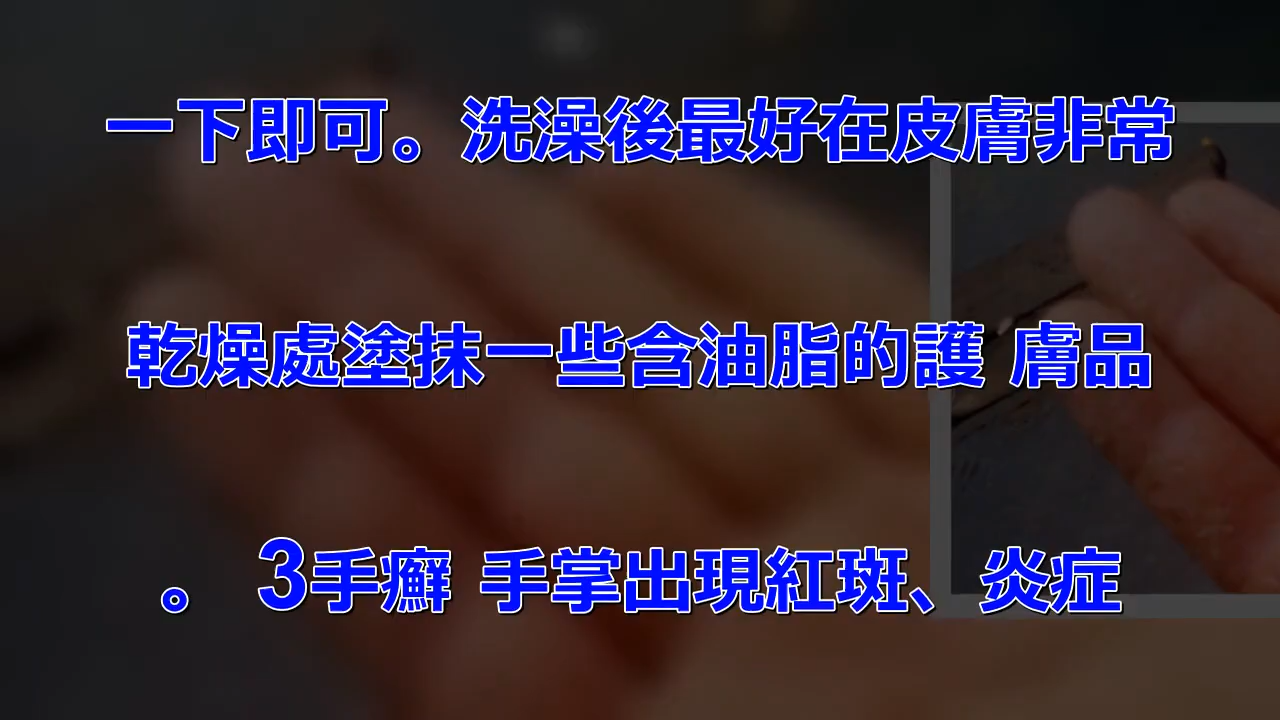 一下即可。洗澡後最好在皮膚非常
乾燥處塗抹一些含油脂的護 膚品
。 3手癬 手掌出現紅斑、炎症